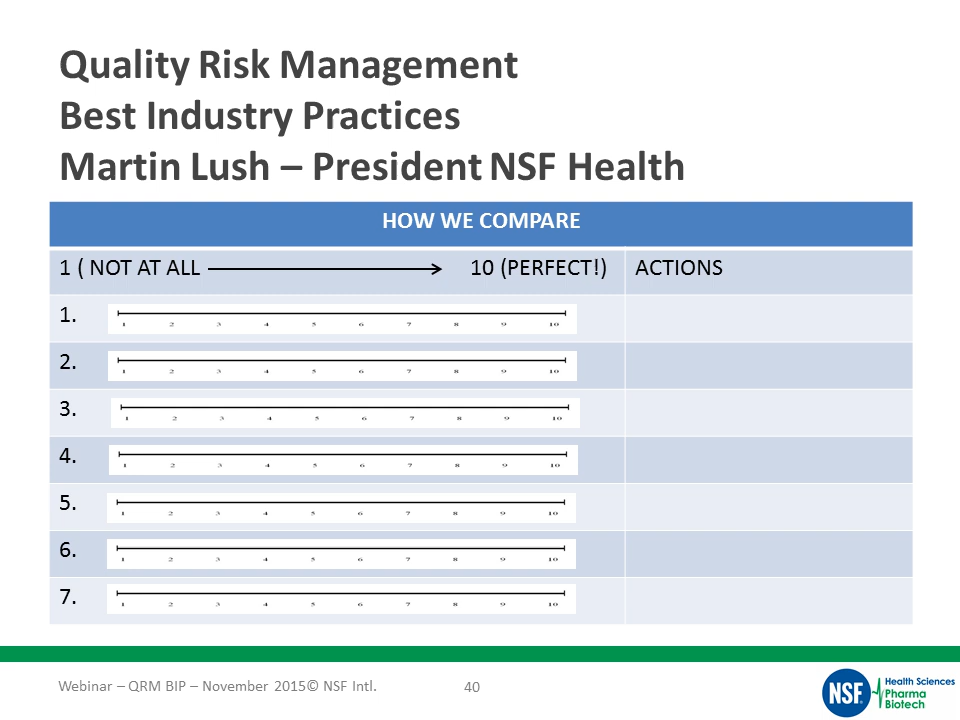 Quality Risk Management
Best Industry Practices
Martin Lush – President NSF Health
HOW WE COMPARE
1 ( NOT AT ALL 10 (PERFECT!) ACTIONS
1. 1 2 3 4 5 6 7 8 9 10
2. 1 2 3 4 5 6 7 8 9 10
3. 1 2 3 4 5 6 7 8 9 10
4. 1 2 3 4 5 6 7 8 9 10
5. 1 2 3 4 5 6 7 8 9 10
6. 1 2 3 4 5 6 7 8 9 10
7. 1 2 3 4 5 6 7 8 9 10
Webinar – QRM BIP – November 2015© NSF Intl. 40
NSF
Health Sciences
Pharma
Biotech